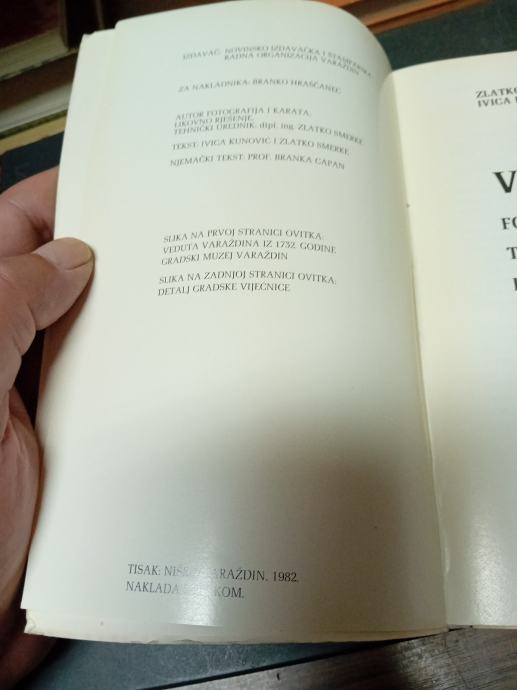 IZDAVAČ: NOVINSKO IZDAVAČKA I ŠTAMPARSKA
RADNA ORGANIZACIJA VARAŽDIN
ZA NAKLADNIKA: BRANKO HRAŠĆANEC
AUTOR FOTOGRAFIJA I KARATA;
LIKOVNO RJEŠENJE,
TEHNIČKI UREDNIK: dipl. ing. ZLATKO SMERKE
TEKST: IVICA KUNOVIĆ I ZLATKO SMERKE
NJEMAČKI TEKST: PROF. BRANKA CAPAN
SLIKA NA PRVOJ STRANICI OVITKA:
VEDUTA VARAŽDINA IZ 1732. GODINE
GRADSKI MUZEJ VARAŽDIN
SLIKA NA ZADNJOJ STRANICI OVITKA:
DETALJ GRADSKE VIJEĆNICE
TISAK: VARAŽDIN. 1982.
NAKLADA KOM.
ZLATKO
IVICA
V
FO
T